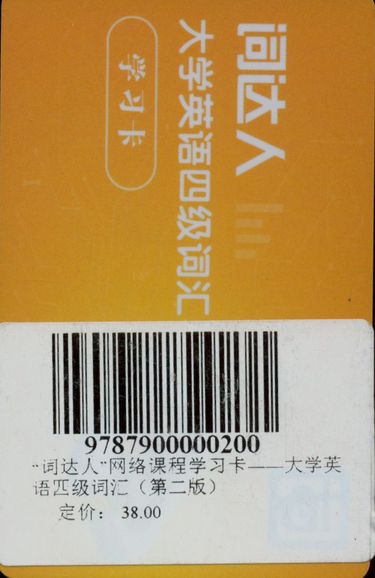 词达人
大学英语四级词汇
学习卡
9787900000200
“词达人”网络课程学习卡——大学英
语四级词汇（第二版）
定价： 38.00